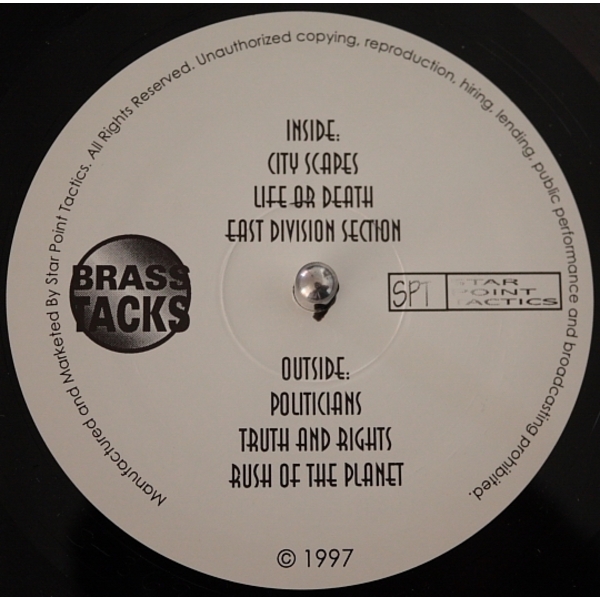 Manufactured and Marketed By Star Point Tactics. All Rights Reserved. Unauthorized copying, reproduction, hiring, lending, public performance and broadcasting prohibited.
INSIDE:
CITY SCAPES
LIFE OR DEATH
EAST DIVISION SECTION
BRASS
TACKS
SPT
STAR
POINT
TACTICS
OUTSIDE:
POLITICIANS
TRUTH AND RIGHTS
RUSH OF THE PLANET
© 1997